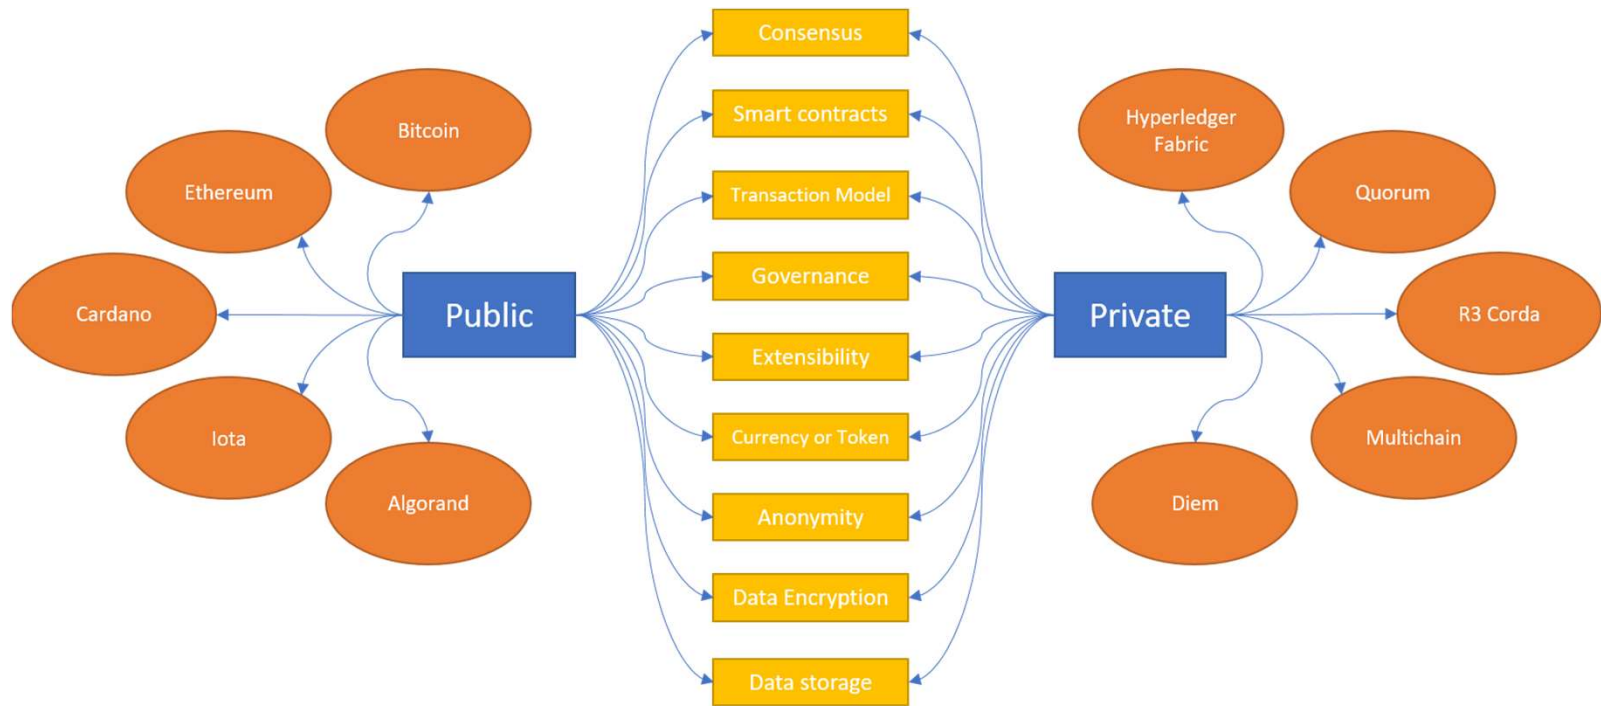 Bitcoin
Ethereum
Cardano
Iota
Algorand
Public
Consensus
Smart contracts
Transaction Model
Governance
Extensibility
Currency or Token
Anonymity
Data Encryption
Data storage
Private
Hyperledger
Fabric
Quorum
R3 Corda
Multichain
Diem